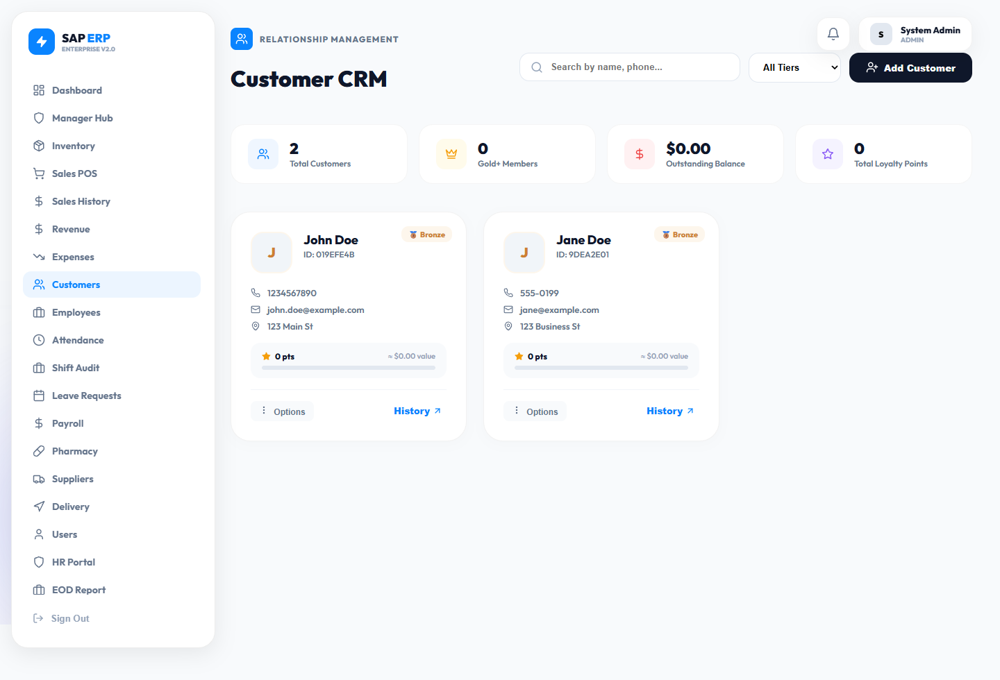 SAP ERP
ENTERPRISE V2.0
Dashboard
Manager Hub
Inventory
Sales POS
Sales History
Revenue
Expenses
Customers
Employees
Attendance
Shift Audit
Leave Requests
Payroll
Pharmacy
Suppliers
Delivery
Users
HR Portal
EOD Report
Sign Out
RELATIONSHIP MANAGEMENT
Customer CRM
S
System Admin
ADMIN
Search by name, phone...
All Tiers
Add Customer
2
Total Customers
0
Gold+ Members
$0.00
Outstanding Balance
0
Total Loyalty Points
J
John Doe
ID: 019EFE4B
Bronze
1234567890
john.doe@example.com
123 Main St
0 pts
≈ $0.00 value
Options
History
J
Jane Doe
ID: 9DEA2E01
Bronze
555-0199
jane@example.com
123 Business St
0 pts
≈ $0.00 value
Options
History